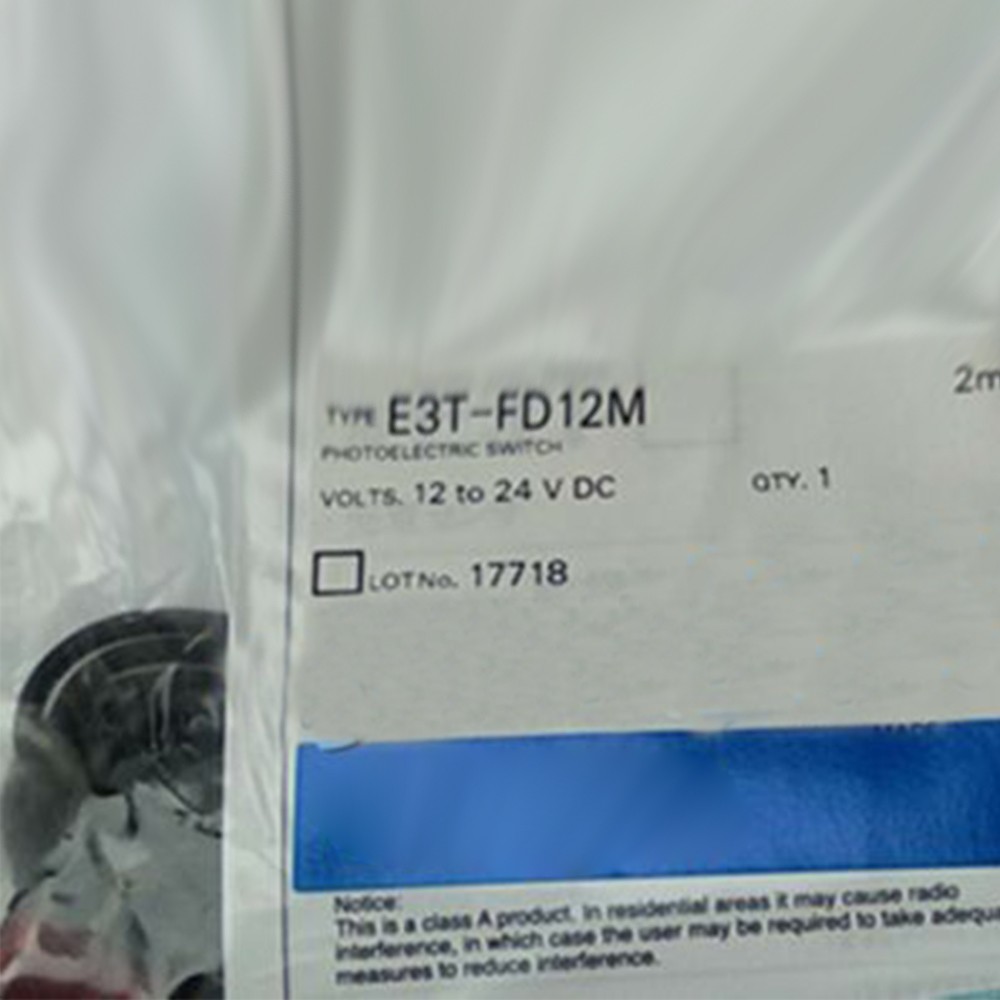 TYPE E3T-FD12M
2m
PHOTOELECTRIC SWITCH
VOLTS. 12 to 24 V DC QTY. 1
LOTNo. 17718
Notice:
This is a class A product. In residential areas it may cause radio
interference, in which case the user may be required to take adequa
measures to reduce interference.